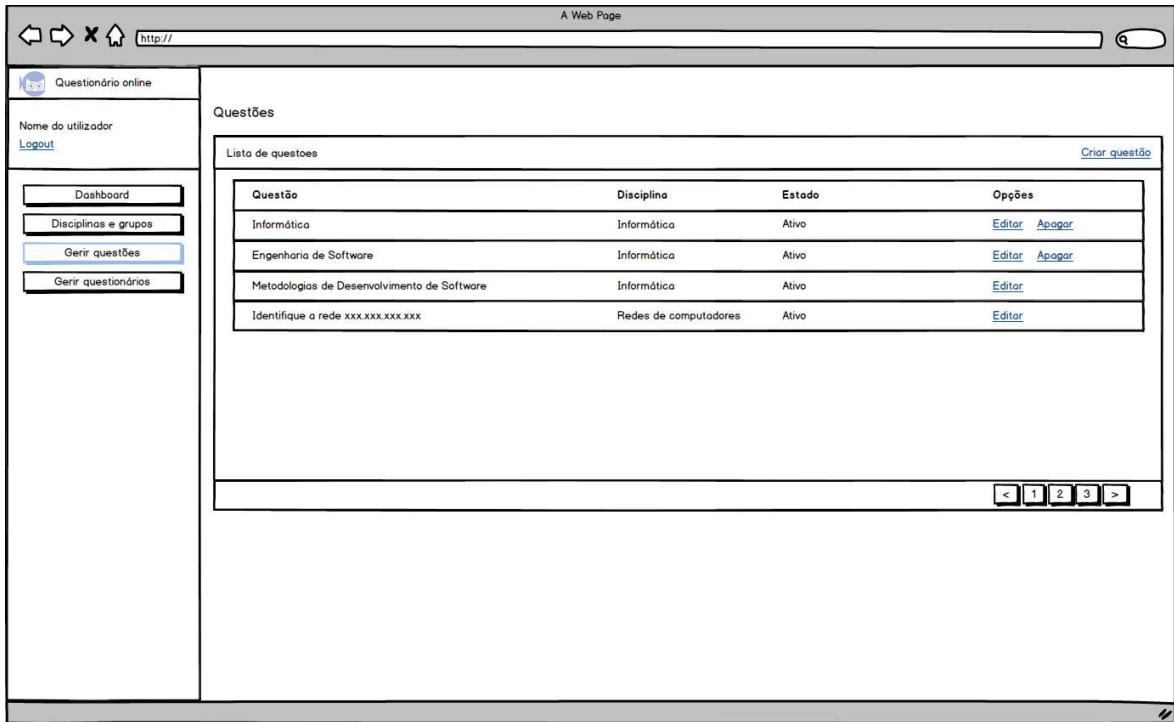 A Web Page
http://
Questionário online
Nome do utilizador
Logout
Dashboard
Disciplinas e grupos
Gerir questões
Gerir questionários
Questões
Lista de questoes Criar questão
Questão Disciplina Estado Opções
Informática Informática Ativo Editar Apagar
Engenharia de Software Informática Ativo Editar Apagar
Metodologias de Desenvolvimento de Software Informática Ativo Editar
Identifique a rede xxx.xxx.xxx.xxx Redes de computadores Ativo Editar
< 1 2 3 >